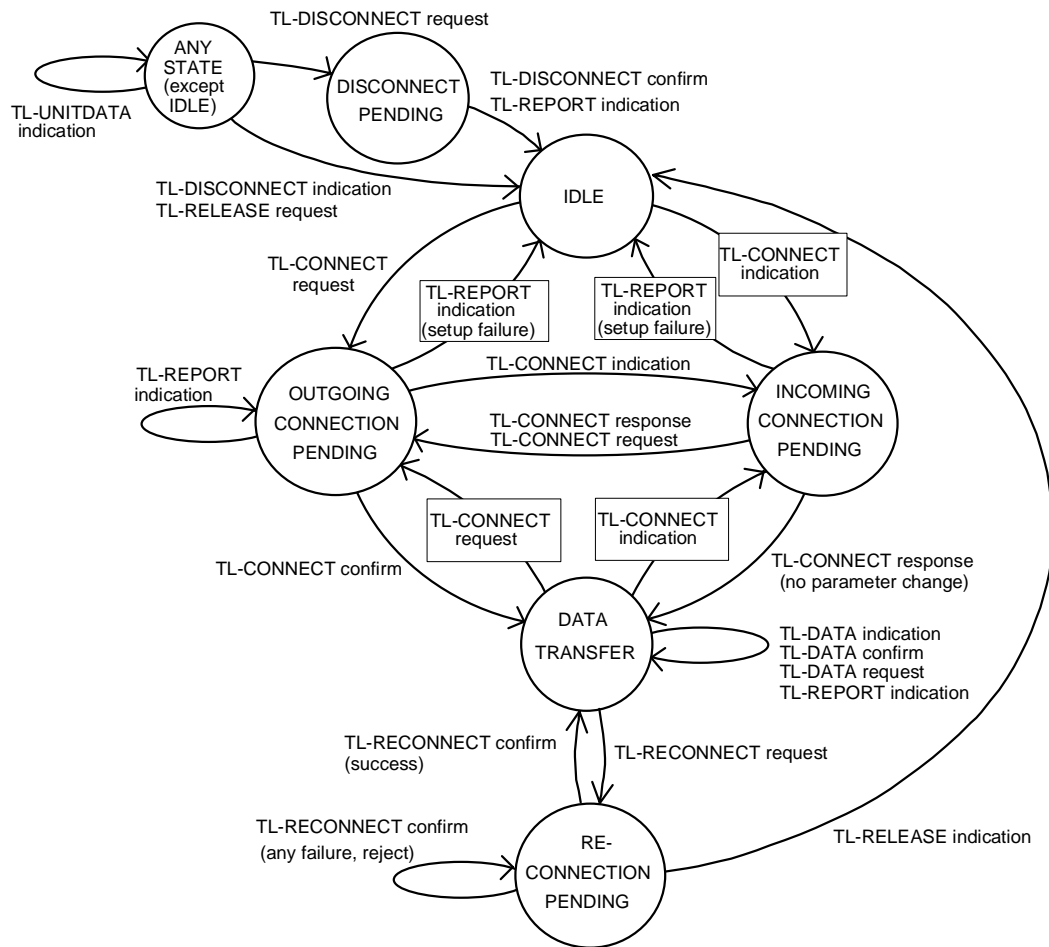 TL-DISCONNECT request
ANY
STATE
(except
IDLE)
TL-UNITDATA
indication
DISCONNECT
PENDING
TL-DISCONNECT confirm
TL-REPORT indication
TL-DISCONNECT indication
TL-RELEASE request
IDLE
TL-CONNECT
request
TL-REPORT
indication
(setup failure)
TL-REPORT
indication
(setup failure)
TL-CONNECT
indication
TL-REPORT
indication
OUTGOING
CONNECTION
PENDING
TL-CONNECT indication
TL-CONNECT response
TL-CONNECT request
INCOMING
CONNECTION
PENDING
TL-CONNECT
request
TL-CONNECT
indication
TL-CONNECT confirm
TL-CONNECT response
(no parameter change)
DATA
TRANSFER
TL-DATA indication
TL-DATA confirm
TL-DATA request
TL-REPORT indication
TL-RECONNECT confirm
(success)
TL-RECONNECT request
TL-RECONNECT confirm
(any failure, reject)
RE-
CONNECTION
PENDING
TL-RELEASE indication